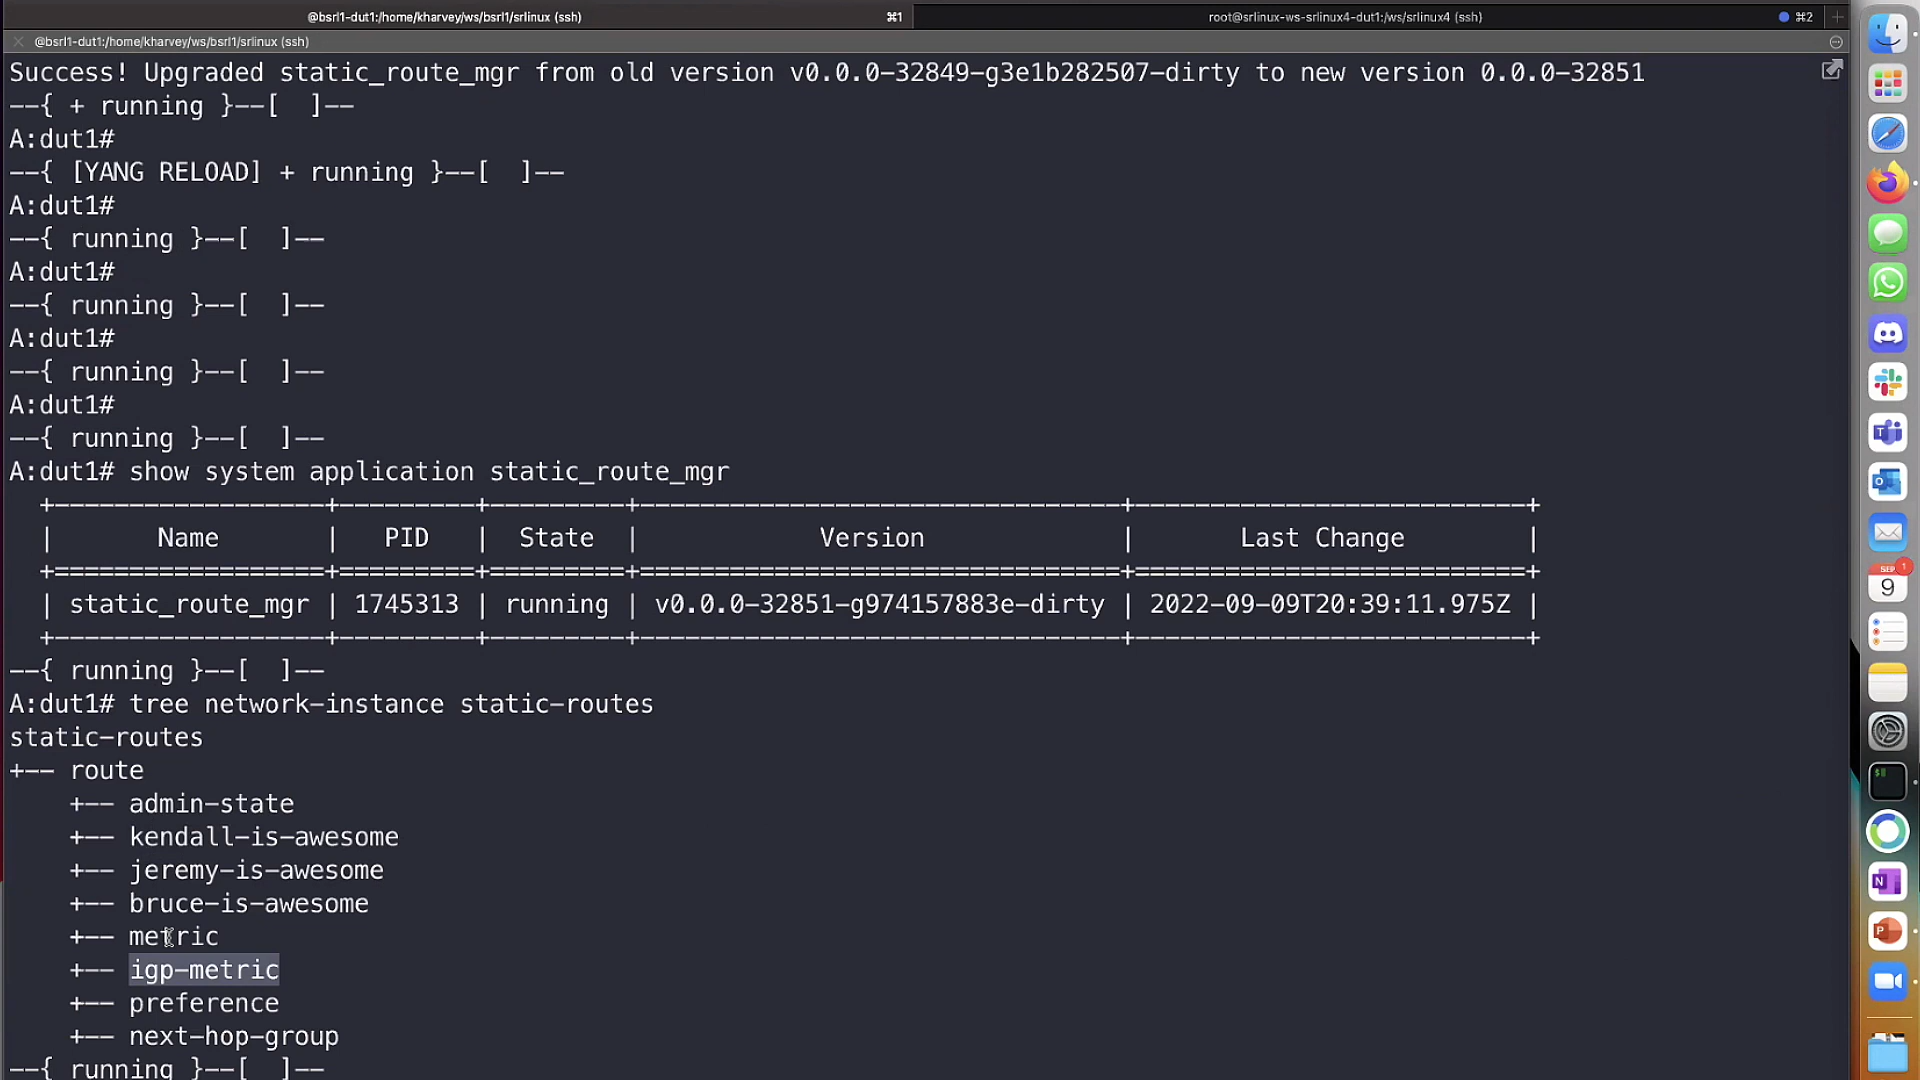 @bsrl1-dut1:/home/kharvey/ws/bsrl1/srlinux (ssh) ⌘1 root@srlinux-ws-srlinux4-dut1:/ws/srlinux4 (ssh) ⌘2
@bsrl1-dut1:/home/kharvey/ws/bsrl1/srlinux (ssh)
Success! Upgraded static_route_mgr from old version v0.0.0-32849-g3e1b282507-dirty to new version 0.0.0-32851
--{ + running }--[  ]--
A:dut1#
--{ [YANG RELOAD] + running }--[  ]--
A:dut1#
--{ running }--[  ]--
A:dut1#
--{ running }--[  ]--
A:dut1#
--{ running }--[  ]--
A:dut1#
--{ running }--[  ]--
A:dut1# show system application static_route_mgr
+------------------+---------+---------+--------------------------------+--------------------------+
| Name | PID | State | Version | Last Change |
+==================+=========+=========+================================+==========================+
| static_route_mgr | 1745313 | running | v0.0.0-32851-g974157883e-dirty | 2022-09-09T20:39:11.975Z |
+------------------+---------+---------+--------------------------------+--------------------------+
--{ running }--[  ]--
A:dut1# tree network-instance static-routes
static-routes
+-- route
    +-- admin-state
    +-- kendall-is-awesome
    +-- jeremy-is-awesome
    +-- bruce-is-awesome
    +-- metric
    +-- igp-metric
    +-- preference
    +-- next-hop-group
--{ running }--[  ]--
SEP
1
9